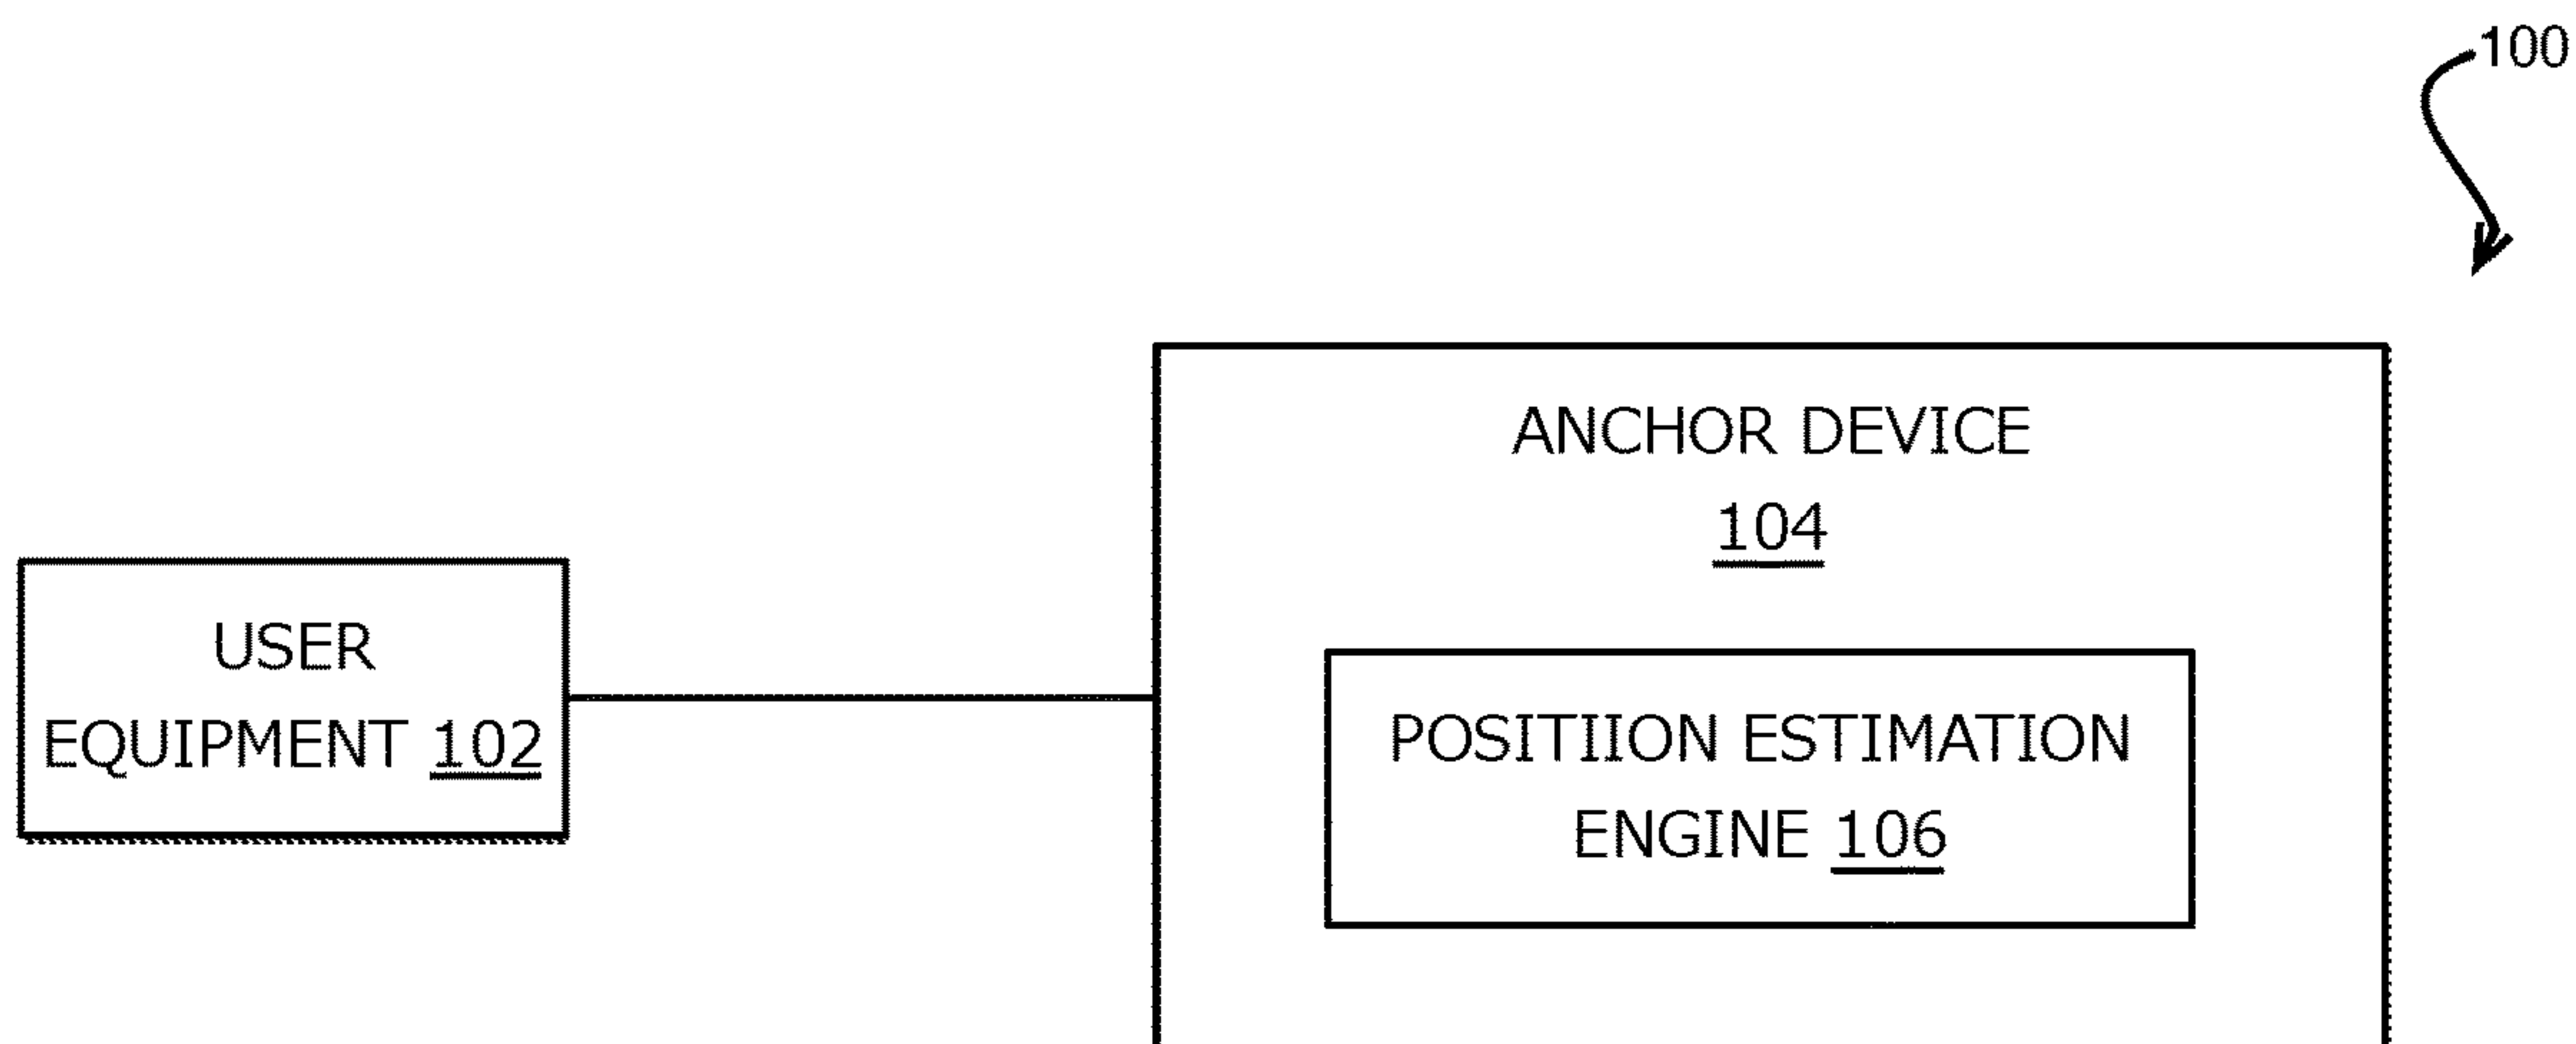 100
ANCHOR DEVICE
104
USER
EQUIPMENT 102
POSITIION ESTIMATION
ENGINE 106